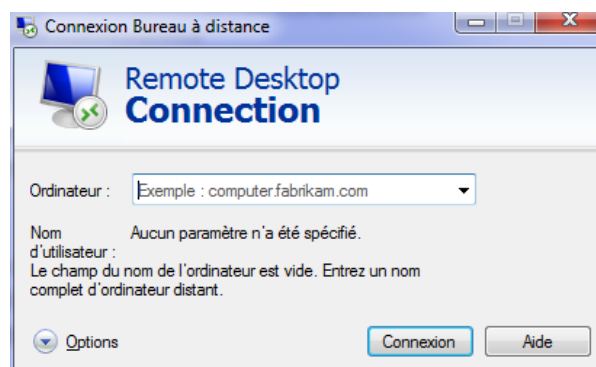 Connexion Bureau à distance
Remote Desktop
Connection
Ordinateur :
Exemple : computer.fabrikam.com
Nom
d'utilisateur :
Aucun paramètre n'a été spécifié.
Le champ du nom de l'ordinateur est vide. Entrez un nom
complet d'ordinateur distant.
Options
Connexion
Aide